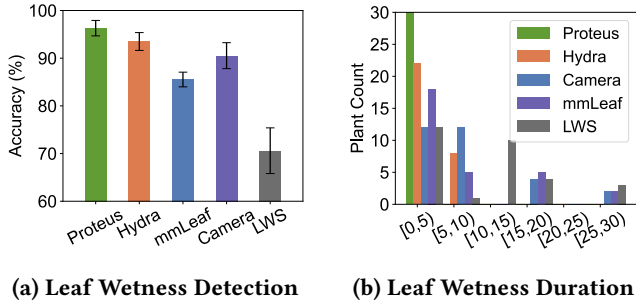 Accuracy (%)
100
90
80
70
60
Proteus
Hydra
mmLeaf
Camera
LWS
(a) Leaf Wetness Detection
Plant Count
30
25
20
15
10
5
0
Proteus
Hydra
Camera
mmLeaf
LWS
[0,5)
[5,10)
[10,15)
[15,20)
[20,25)
[25,30)
(b) Leaf Wetness Duration